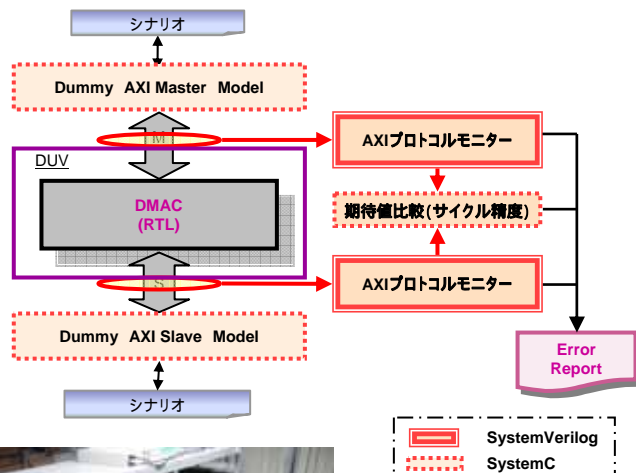 シナリオ
Dummy AXI Master Model
M
DUV
DMAC
(RTL)
S
Dummy AXI Slave Model
シナリオ
AXIプロトコルモニター
期待値比較(サイクル精度)
AXIプロトコルモニター
Error
Report
SystemVerilog
SystemC